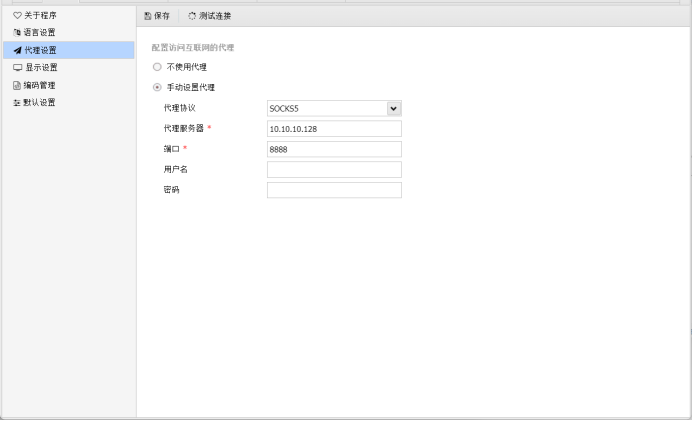 关于程序
语言设置
代理设置
显示设置
编码管理
默认设置
保存 测试连接
配置访问互联网的代理
不使用代理
手动设置代理
代理协议 SOCKS5
代理服务器 * 10.10.10.128
端口 * 8888
用户名
密码